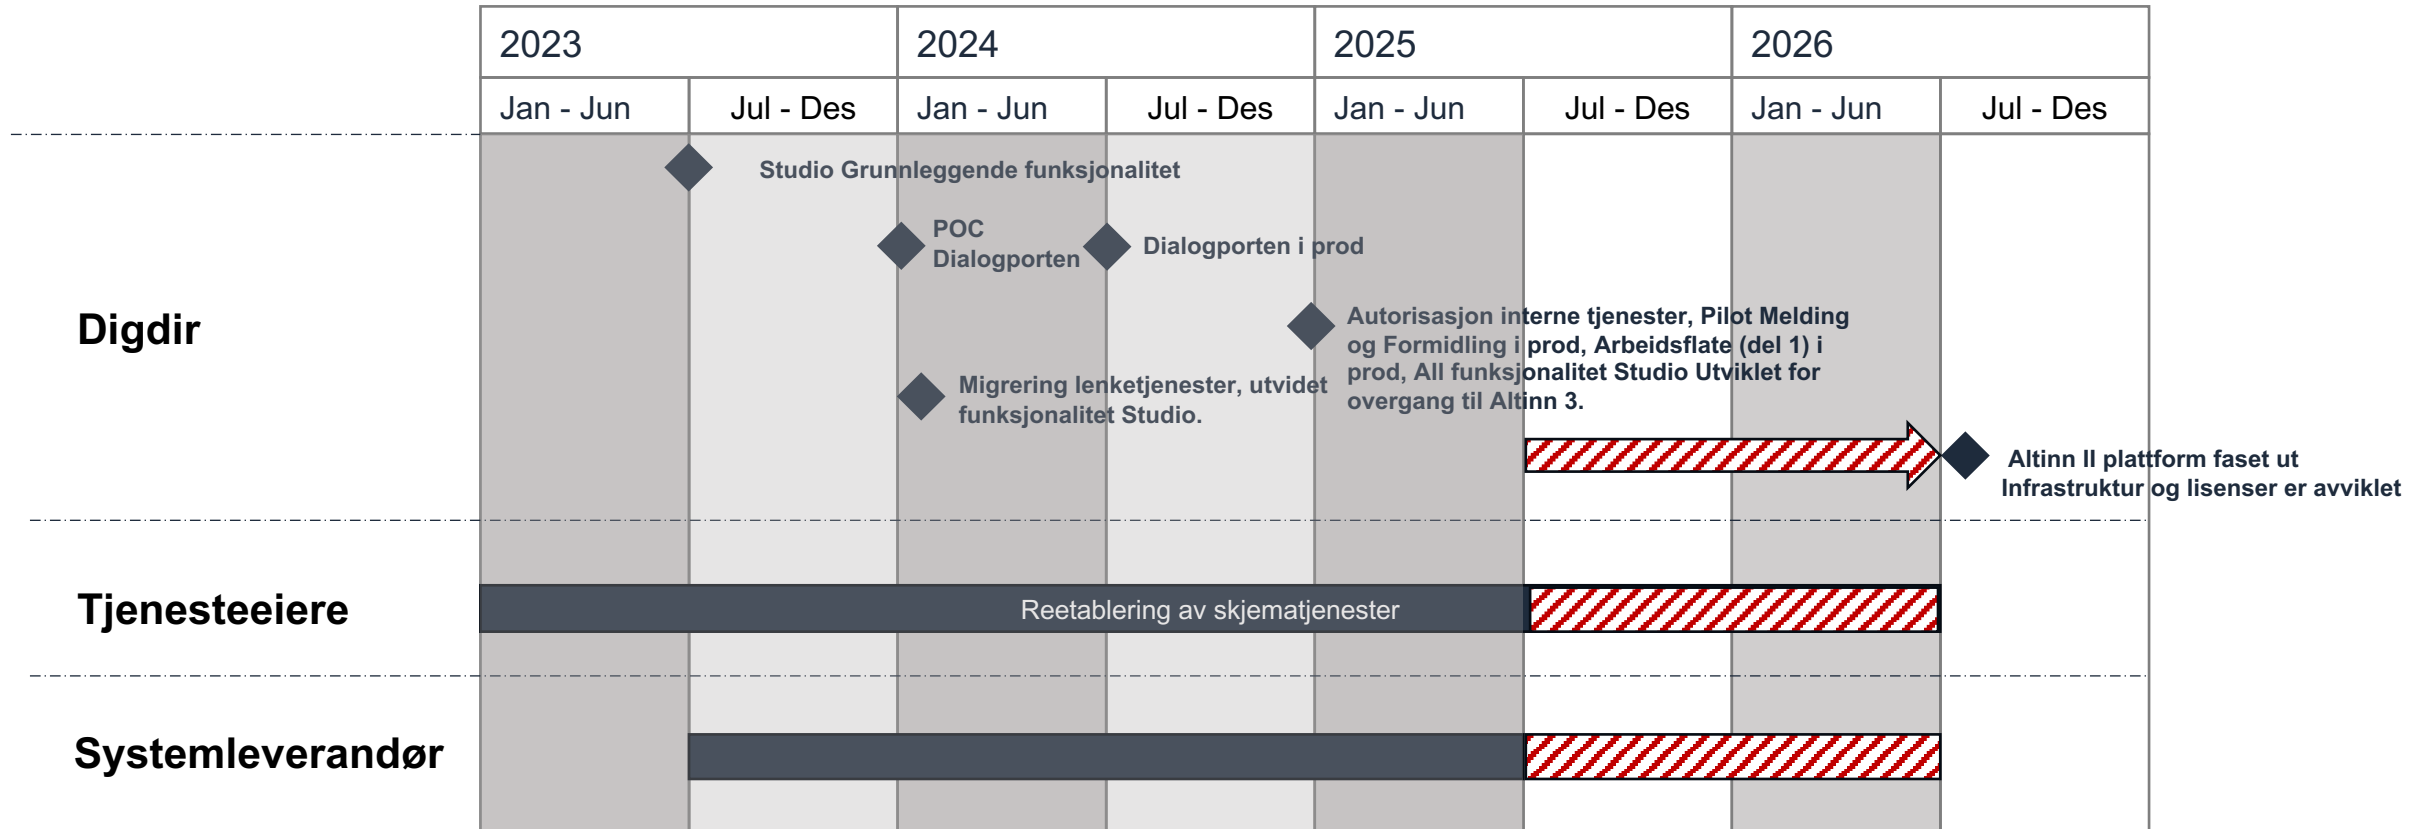 2023
2024
2025
2026
Jan - Jun
Jul - Des
Jan - Jun
Jul - Des
Jan - Jun
Jul - Des
Jan - Jun
Jul - Des
Digdir
Studio Grunnleggende funksjonalitet
POC
Dialogporten
Dialogporten i prod
Autorisasjon interne tjenester, Pilot Melding
og Formidling i prod, Arbeidsflate (del 1) i
prod, All funksjonalitet Studio Utviklet for
overgang til Altinn 3.
Migrering lenketjenester, utvidet
funksjonalitet Studio.
Altinn II plattform faset ut
Infrastruktur og lisenser er avviklet
Tjenesteeiere
Reetablering av skjematjenester
Systemleverandør